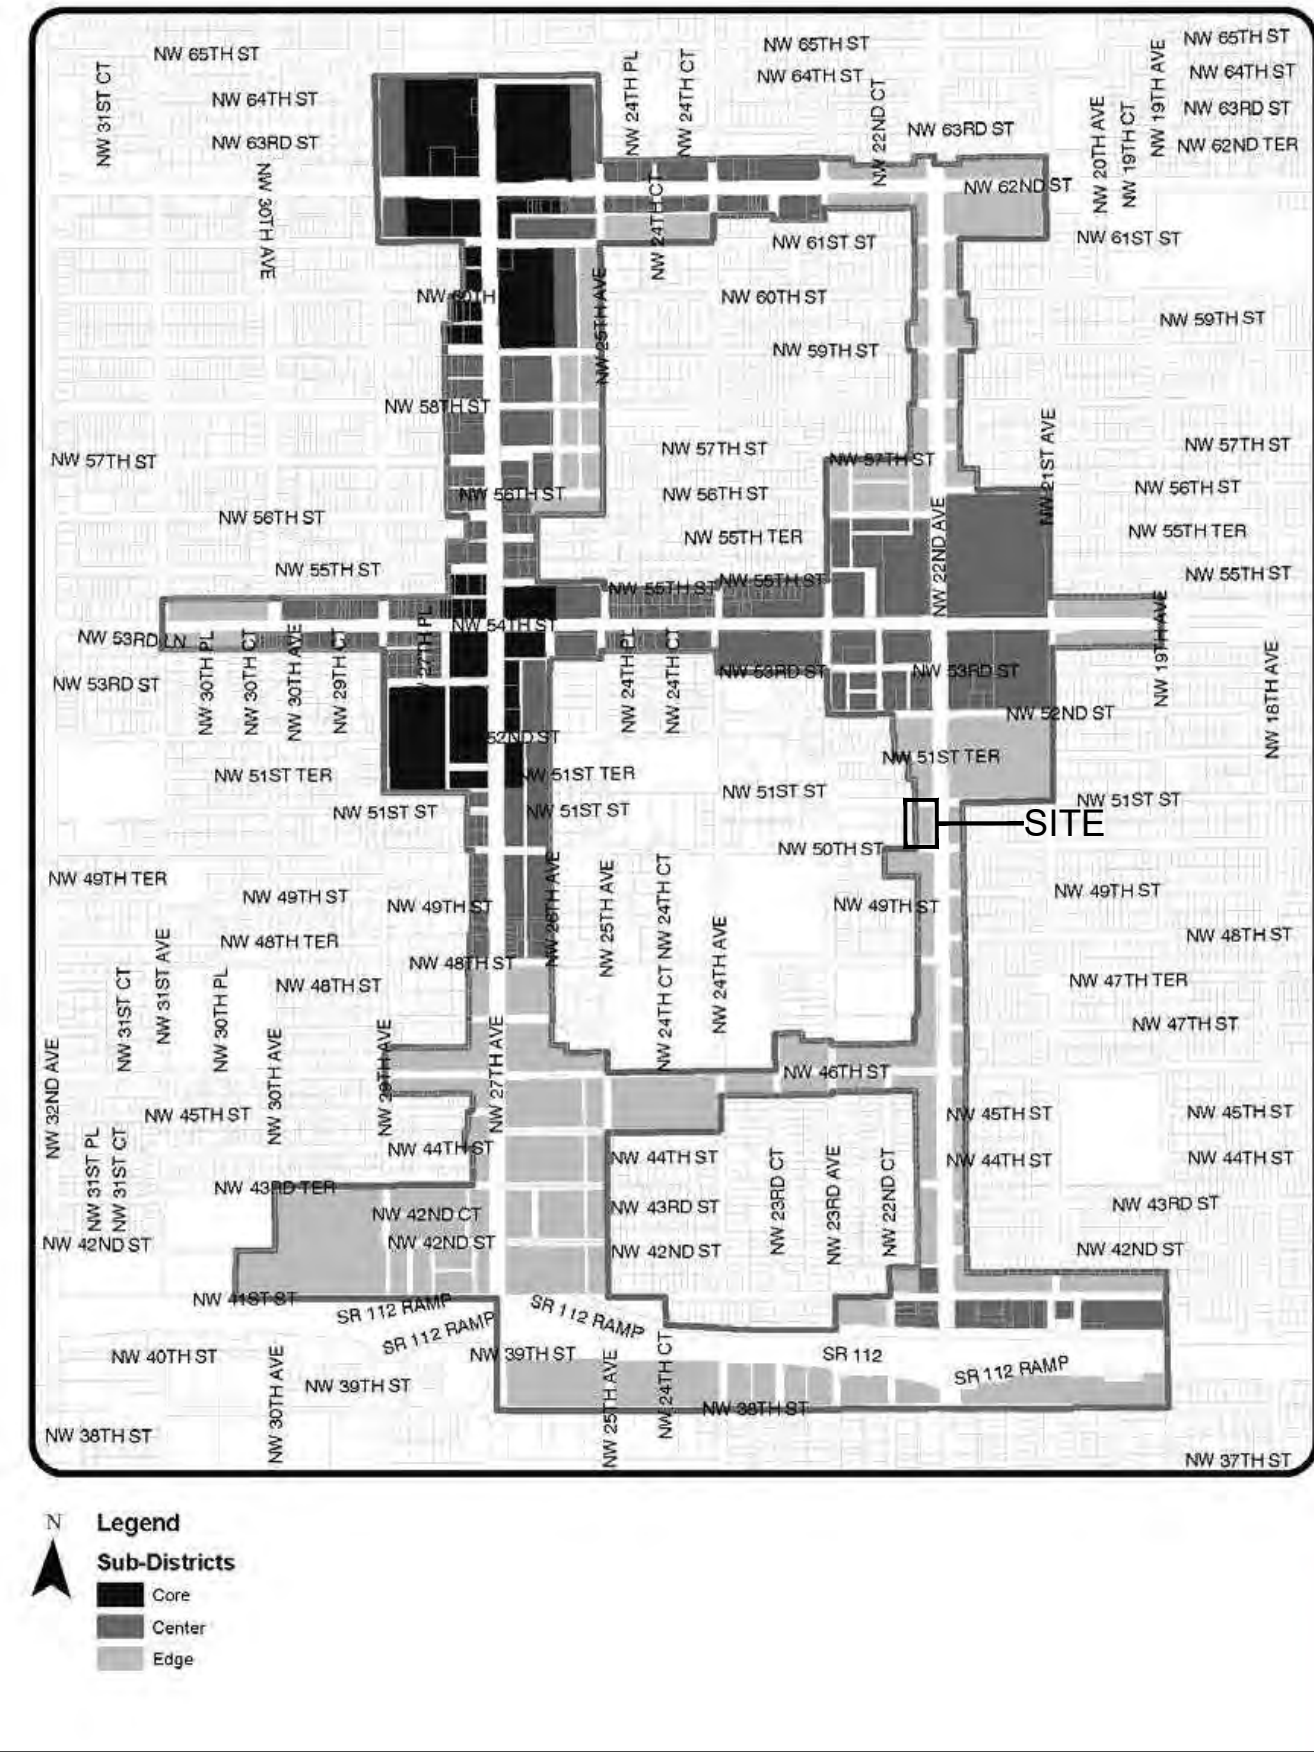 NW 65TH ST
NW 65TH ST
NW 65TH ST
NW 64TH ST
NW 64TH ST
NW 64TH ST
NW 31ST CT
NW 24TH PL
NW 24TH CT
NW 22ND CT
NW 20TH AVE
NW 19TH CT
NW 19TH AVE
NW 63RD ST
NW 63RD ST
NW 63RD ST
NW 62ND TER
NW 30TH AVE
NW 62ND ST
NW 24TH CT
NW 61ST ST
NW 61ST ST
NW 60TH
NW 60TH ST
NW 25TH AVE
NW 59TH ST
NW 59TH ST
NW 58TH ST
NW 57TH ST
NW 57TH ST
NW 57TH ST
NW 57TH ST
NW 21ST AVE
NW 56TH ST
NW 56TH ST
NW 56TH ST
NW 56TH ST
NW 55TH TER
NW 55TH TER
NW 22ND AVE
NW 55TH ST
NW 55TH ST
NW 55TH ST
NW 55TH ST
NW 54TH ST
NW 53RD LN
NW 53RD ST
NW 53RD ST
NW 53RD ST
NW 30TH PL
NW 30TH CT
NW 30TH AVE
NW 29TH CT
27TH PL
NW 24TH PL
NW 24TH CT
NW 19TH AVE
NW 18TH AVE
NW 52ND ST
52ND ST
NW 51ST TER
NW 51ST TER
NW 51ST TER
NW 51ST ST
NW 51ST ST
NW 51ST ST
NW 51ST ST
SITE
NW 50TH ST
NW 49TH TER
NW 49TH ST
NW 49TH ST
NW 49TH ST
NW 49TH ST
NW 26TH AVE
NW 25TH AVE
NW 24TH CT NW 24TH CT
NW 24TH AVE
NW 48TH TER
NW 48TH ST
NW 48TH ST
NW 48TH ST
NW 47TH TER
NW 47TH ST
NW 32ND AVE
NW 31ST CT
NW 31ST AVE
NW 30TH PL
NW 30TH AVE
NW 29TH AVE
NW 27TH AVE
NW 46TH ST
NW 45TH ST
NW 45TH ST
NW 45TH ST
NW 31ST PL
NW 31ST CT
NW 44TH ST
NW 44TH ST
NW 44TH ST
NW 44TH ST
NW 23RD CT
NW 23RD AVE
NW 22ND CT
NW 43RD TER
NW 43RD ST
NW 43RD ST
NW 42ND CT
NW 42ND ST
NW 42ND ST
NW 42ND ST
NW 42ND ST
NW 41ST ST
SR 112 RAMP
SR 112 RAMP
SR 112 RAMP
NW 40TH ST
NW 39TH ST
NW 39TH ST
SR 112
SR 112 RAMP
NW 30TH AVE
NW 25TH AVE
NW 24TH CT
NW 38TH ST
NW 38TH ST
NW 37TH ST
N
Legend
Sub-Districts
Core
Center
Edge